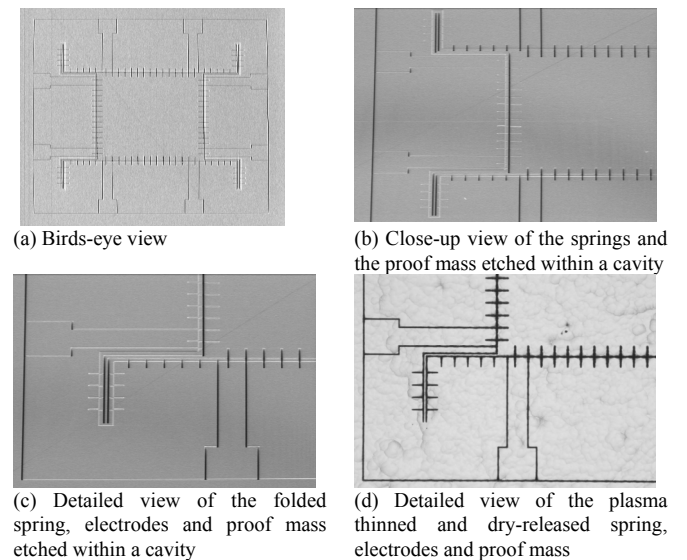 (a) Birds-eye view
(b) Close-up view of the springs and
the proof mass etched within a cavity
(c) Detailed view of the folded
spring, electrodes and proof mass
etched within a cavity
(d) Detailed view of the plasma
thinned and dry-released spring,
electrodes and proof mass